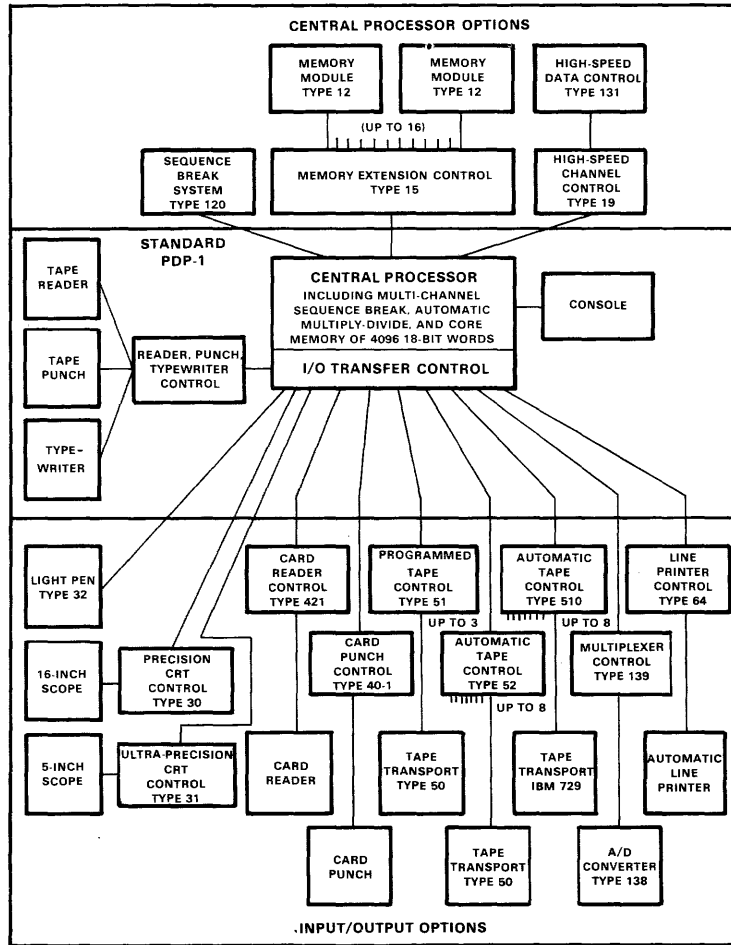 CENTRAL PROCESSOR OPTIONS
MEMORY
MODULE
TYPE 12
MEMORY
MODULE
TYPE 12
HIGH-SPEED
DATA CONTROL
TYPE 131
(UP TO 16)
SEQUENCE
BREAK
SYSTEM
TYPE 120
MEMORY EXTENSION CONTROL
TYPE 15
HIGH-SPEED
CHANNEL
CONTROL
TYPE 19
STANDARD
PDP-1
TAPE
READER
TAPE
PUNCH
TYPE-
WRITER
READER, PUNCH,
TYPEWRITER
CONTROL
CENTRAL PROCESSOR
INCLUDING MULTI-CHANNEL
SEQUENCE BREAK, AUTOMATIC
MULTIPLY-DIVIDE, AND CORE
MEMORY OF 4096 18-BIT WORDS
I/O TRANSFER CONTROL
CONSOLE
LIGHT PEN
TYPE 32
CARD
READER
CONTROL
TYPE 421
PROGRAMMED
TAPE
CONTROL
TYPE 51
AUTOMATIC
TAPE
CONTROL
TYPE 510
LINE
PRINTER
CONTROL
TYPE 64
UP TO 3
UP TO 8
16-INCH
SCOPE
PRECISION
CRT
CONTROL
TYPE 30
CARD
PUNCH
CONTROL
TYPE 40-1
AUTOMATIC
TAPE
CONTROL
TYPE 52
UP TO 8
MULTIPLEXER
CONTROL
TYPE 139
5-INCH
SCOPE
ULTRA-PRECISION
CRT
CONTROL
TYPE 31
CARD
READER
TAPE
TRANSPORT
TYPE 50
TAPE
TRANSPORT
IBM 729
AUTOMATIC
LINE
PRINTER
CARD
PUNCH
TAPE
TRANSPORT
TYPE 50
A/D
CONVERTER
TYPE 138
INPUT/OUTPUT OPTIONS